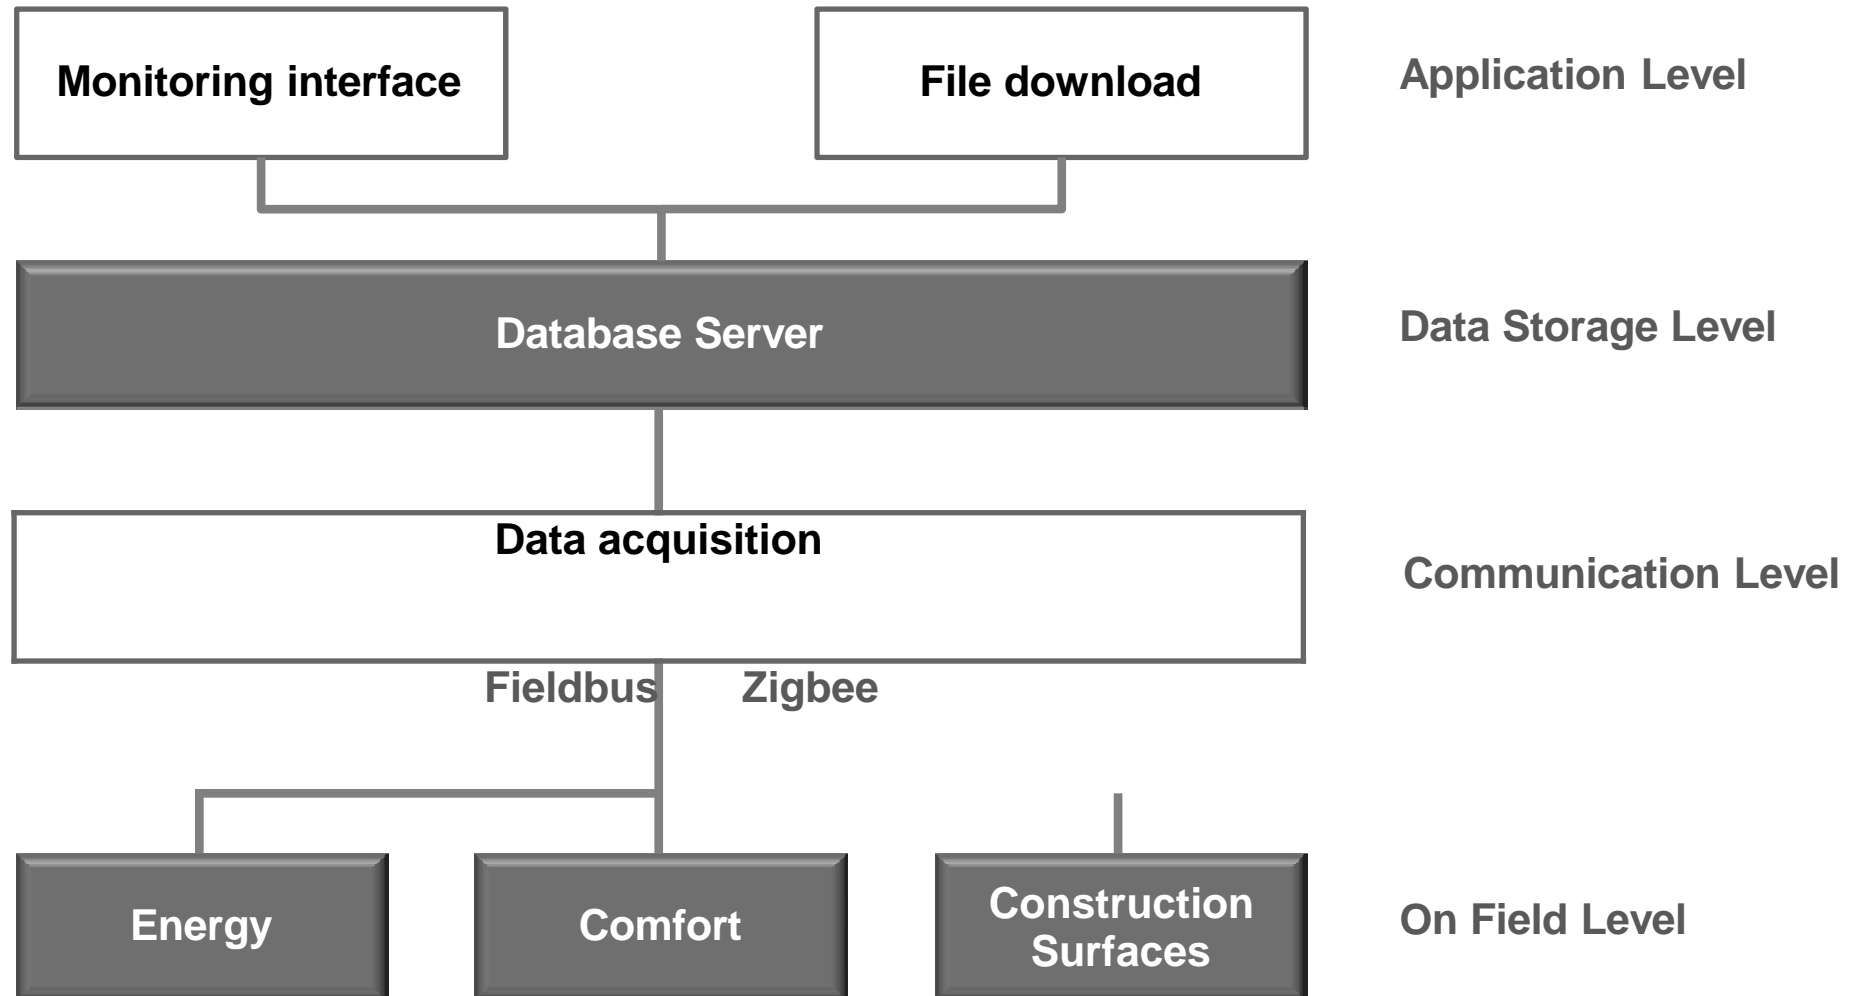 Monitoring interface
File download
Application Level
Database Server
Data Storage Level
Data acquisition
Communication Level
Fieldbus
Zigbee
Energy
Comfort
Construction
Surfaces
On Field Level